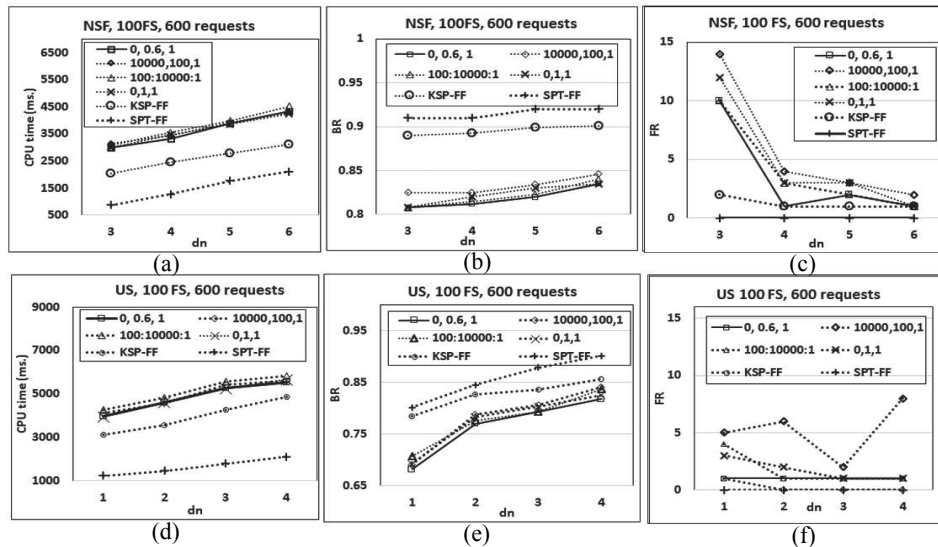 NSF, 100FS, 600 requests
6500
5500
4500
3500
2500
1500
500
CPU time (ms.)
0, 0.6, 1
10000,100,1
100:10000:1
0,1,1
KSP-FF
SPT-FF
3 4 5 6
dn
(a)
NSF, 100FS, 600 requests
1
0.95
0.9
0.85
0.8
BR
0, 0.6, 1
10000,100,1
100:10000:1
0,1,1
KSP-FF
SPT-FF
3 4 5 6
dn
(b)
NSF, 100 FS, 600 requests
15
10
5
0
FR
0, 0.6, 1
10000,100,1
100:10000:1
0,1,1
KSP-FF
SPT-FF
3 4 5 6
dn
(c)
US, 100 FS, 600 requests
9000
7000
5000
3000
1000
CPU time (ms.)
0, 0.6, 1
10000,100,1
100:10000:1
0,1,1
KSP-FF
SPT-FF
1 2 3 4
dn
(d)
US, 100 FS, 600 requests
0.95
0.85
0.75
0.65
BR
0, 0.6, 1
10000,100,1
100:10000:1
0,1,1
KSP-FF
SPT-FF
1 2 3 4
dn
(e)
US 100 FS, 600 requests
15
10
5
0
FR
0, 0.6, 1
10000,100,1
100:10000:1
0,1,1
KSP-FF
SPT-FF
1 2 3 4
dn
(f)